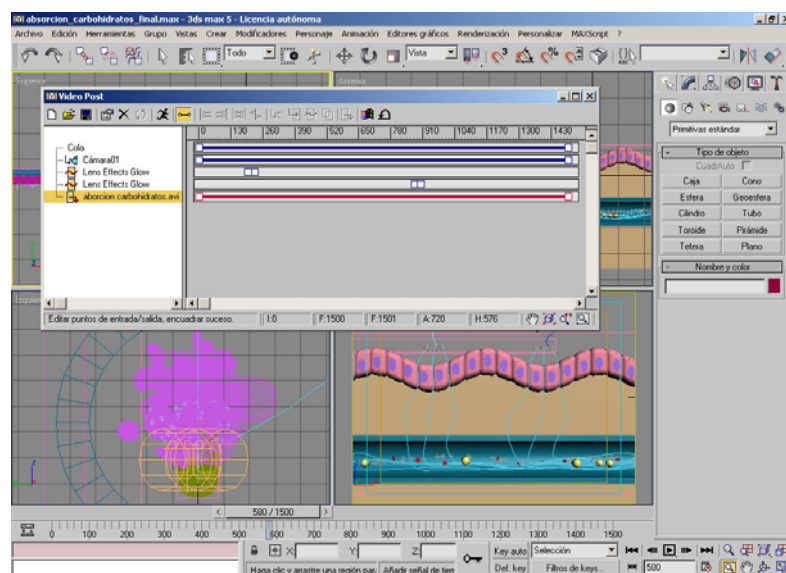 absorcion_carbohidratos_final.max - 3ds max 5 - Licencia autónoma
Archivo Edición Herramientas Grupo Vistas Crear Modificadores Personaje Animación Editores gráficos Renderización Personalizar MAXScript ?
Todo
Vista
Superior
Anterior
Video Post
0 130 260 390 520 650 780 910 1040 1170 1300 1430
Cola
Cámara01
Lens Effects Glow
Lens Effects Glow
aborcion carbohidratos.avi
Editar puntos de entrada/salida, encuadrar suceso. I:0 F:1500 F:1501 A:720 H:576
Primitivas estándar
- Tipo de objeto
CuadrAuto
Caja Cono
Esfera Geoesfera
Cilindro Tubo
Toroide Pirámide
Tetera Plano
- Nombre y color
Izquierdo
580 / 1500
0 100 200 300 400 500 600 700 800 900 1000 1100 1200 1300 1400 1500
X: Y: Z: Key auto Selección
Haga clic y arrastre una región par. Añadir señal de tiem Def. key Filtros de keys... 580